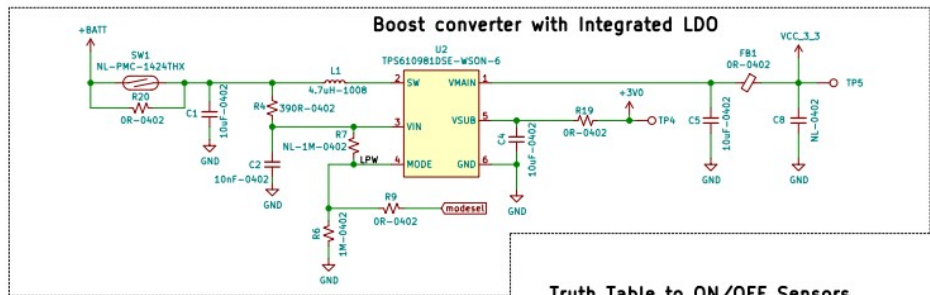 Boost converter with Integrated LDO
+BATT
SW1
NL-PMC-1424THX
R20
0R-0402
C1
10uF-0402
GND
R4
390R-0402
L1
4.7uH-1008
C2
10nF-0402
GND
R7
NL-1M-0402
LPW
U2
TPS610981DSE-WSON-6
2
SW
VMAIN
1
3
VIN
VSUB
5
4
MODE
GND
6
R9
0R-0402
modesel
R6
1M-0402
GND
C4
10uF-0402
GND
R19
0R-0402
+3V0
TP4
FB1
0R-0402
VCC_3_3
TP5
C5
10uF-0402
GND
C8
NL-0402
GND
Truth Table to ON/OFF Sensors